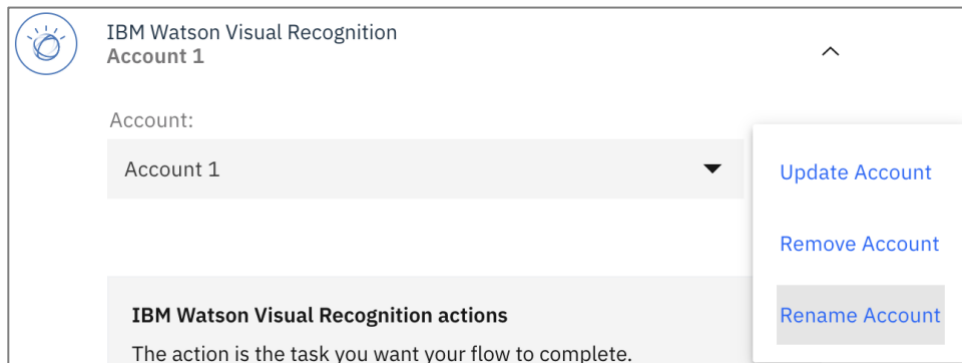 IBM Watson Visual Recognition
Account 1
Account:
Account 1
Update Account
Remove Account
Rename Account
IBM Watson Visual Recognition actions
The action is the task you want your flow to complete.